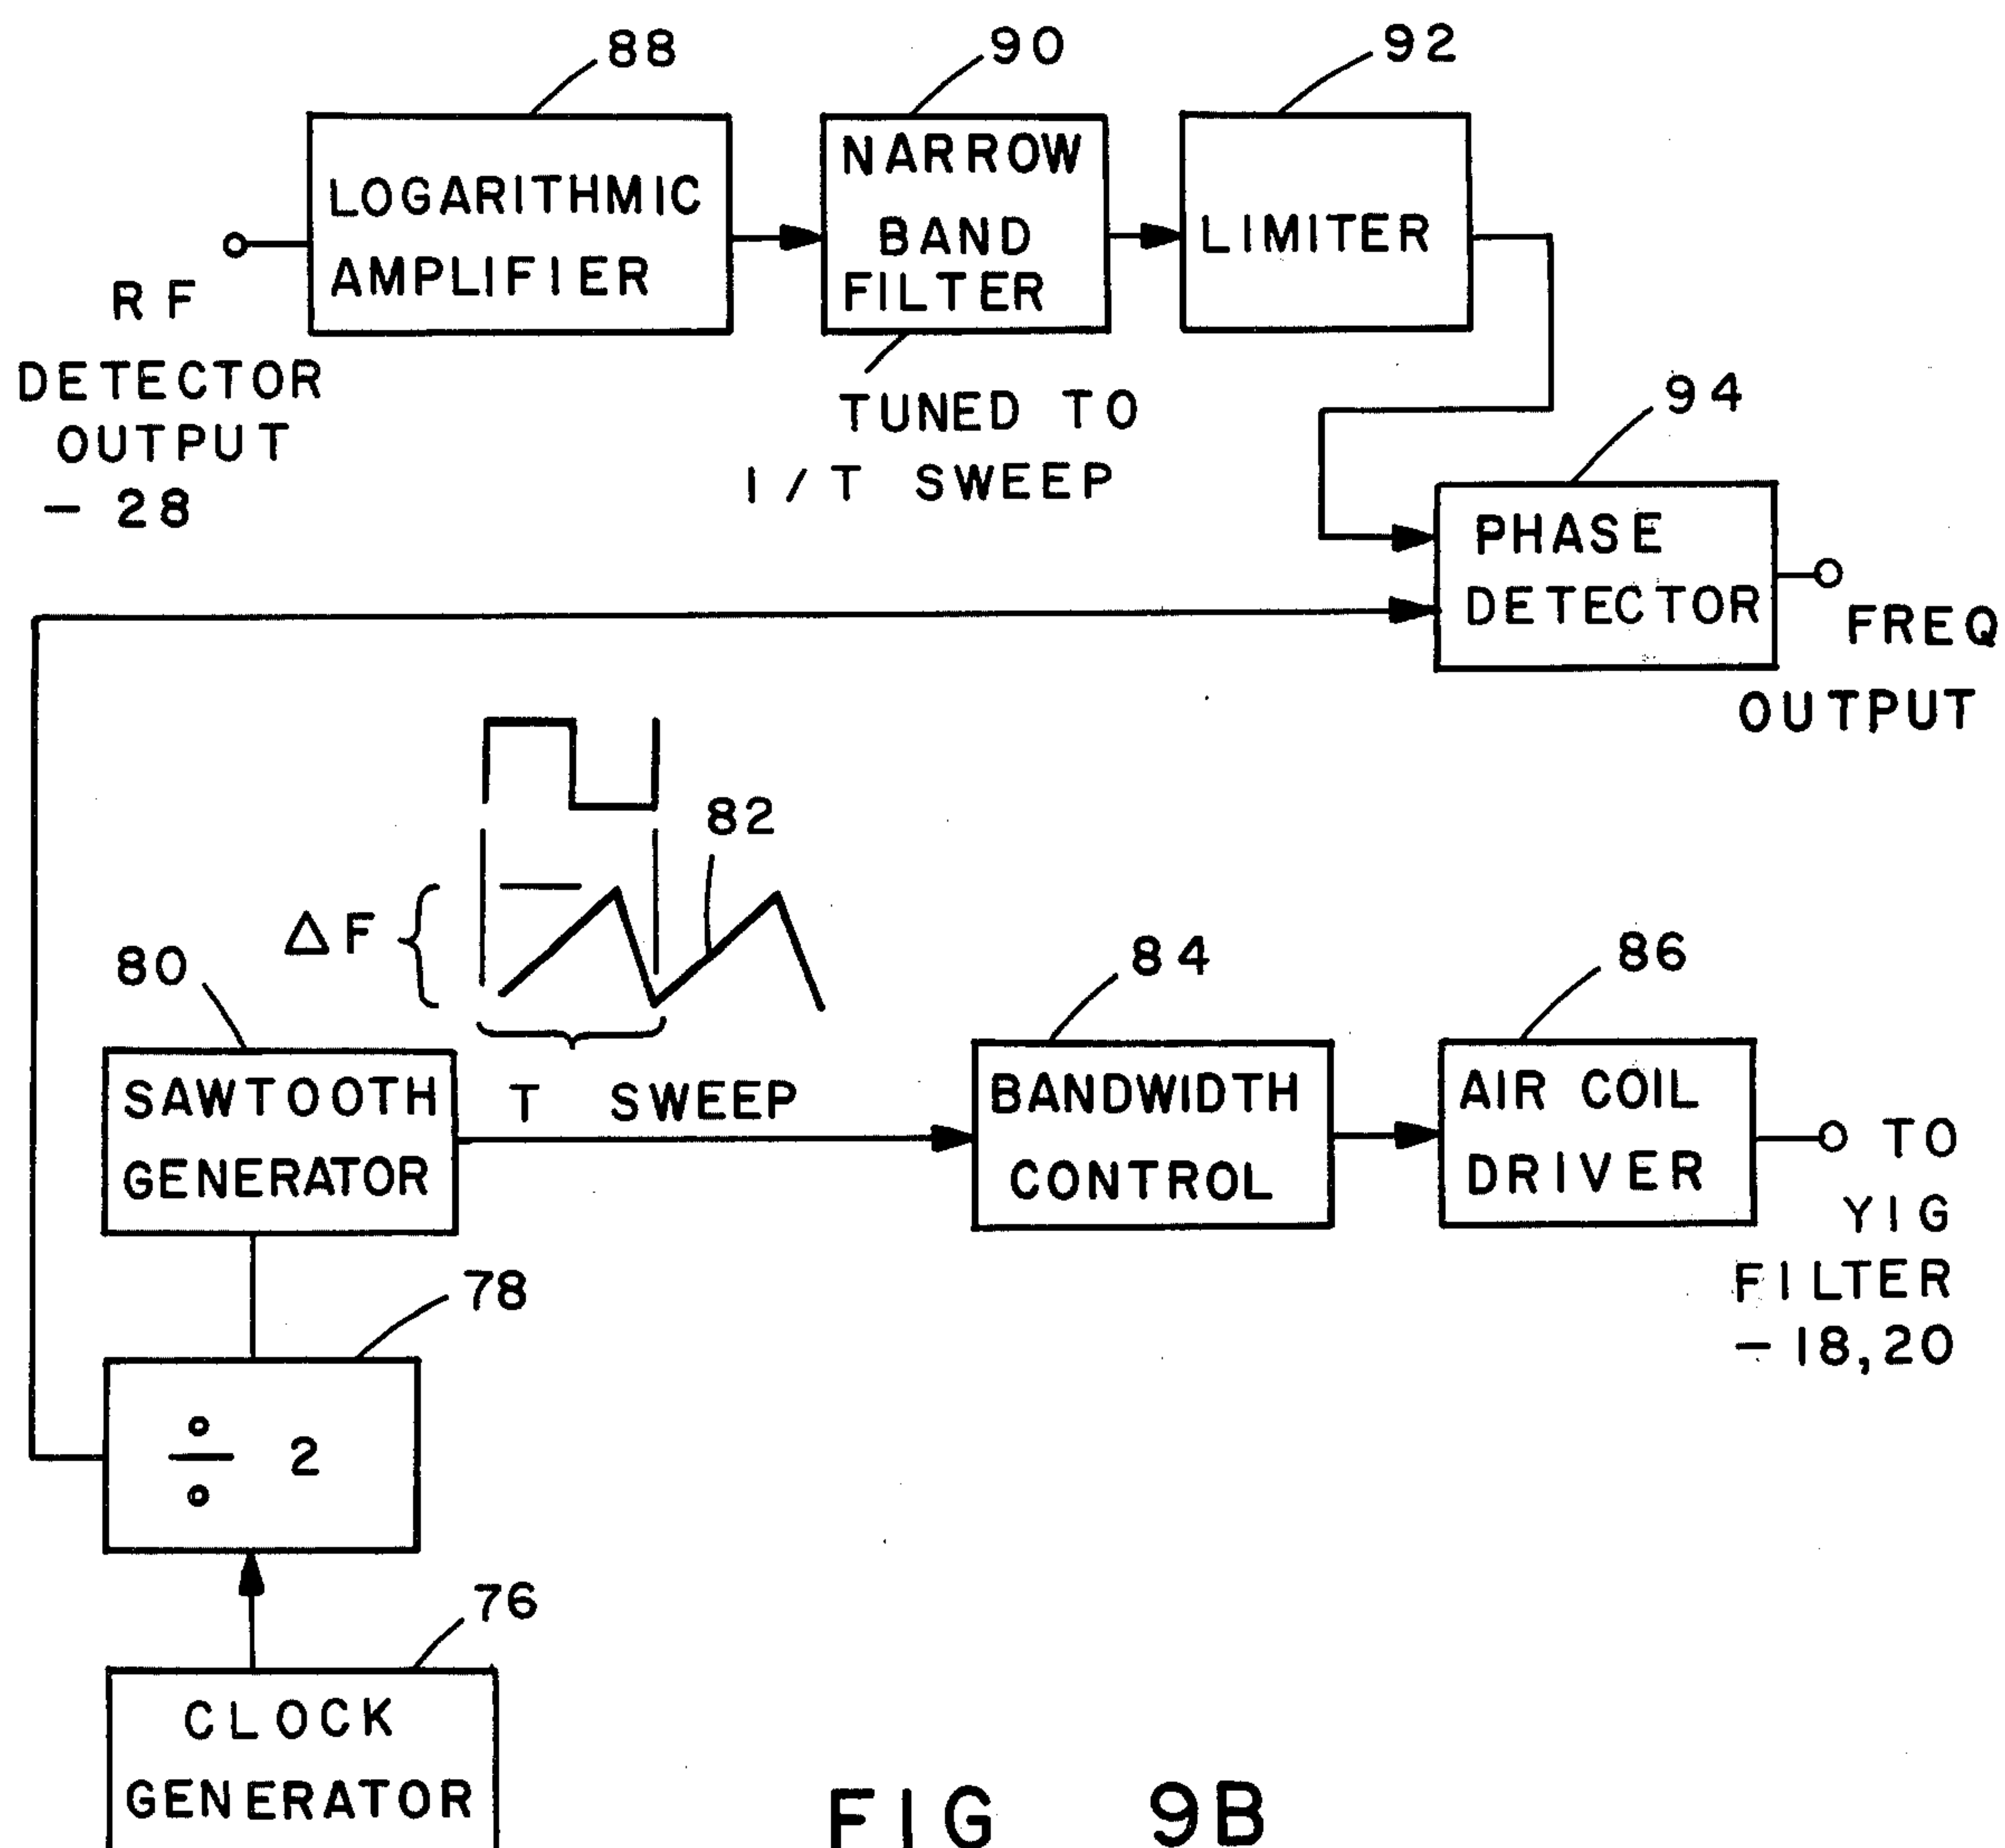 88
90
92
LOGARITHMIC
AMPLIFIER
NARROW
BAND
FILTER
LIMITER
RF
DETECTOR
OUTPUT
- 28
TUNED TO
1/T SWEEP
94
PHASE
DETECTOR
FREQ
OUTPUT
82
ΔF
80
84
86
SAWTOOTH
GENERATOR
T SWEEP
BANDWIDTH
CONTROL
AIR COIL
DRIVER
TO
YIG
FILTER
- 18,20
78
÷ 2
76
CLOCK
GENERATOR
FIG 9B